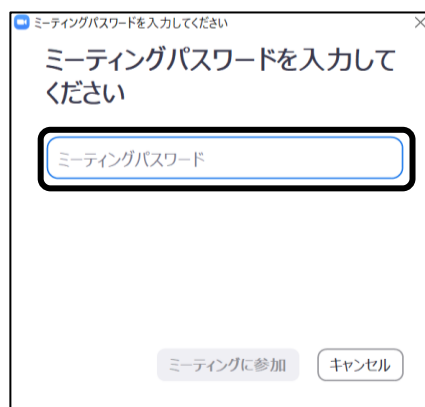 ミーティングパスワードを入力してください
ミーティングパスワードを入力して
ください
ミーティングパスワード
ミーティングに参加
キャンセル